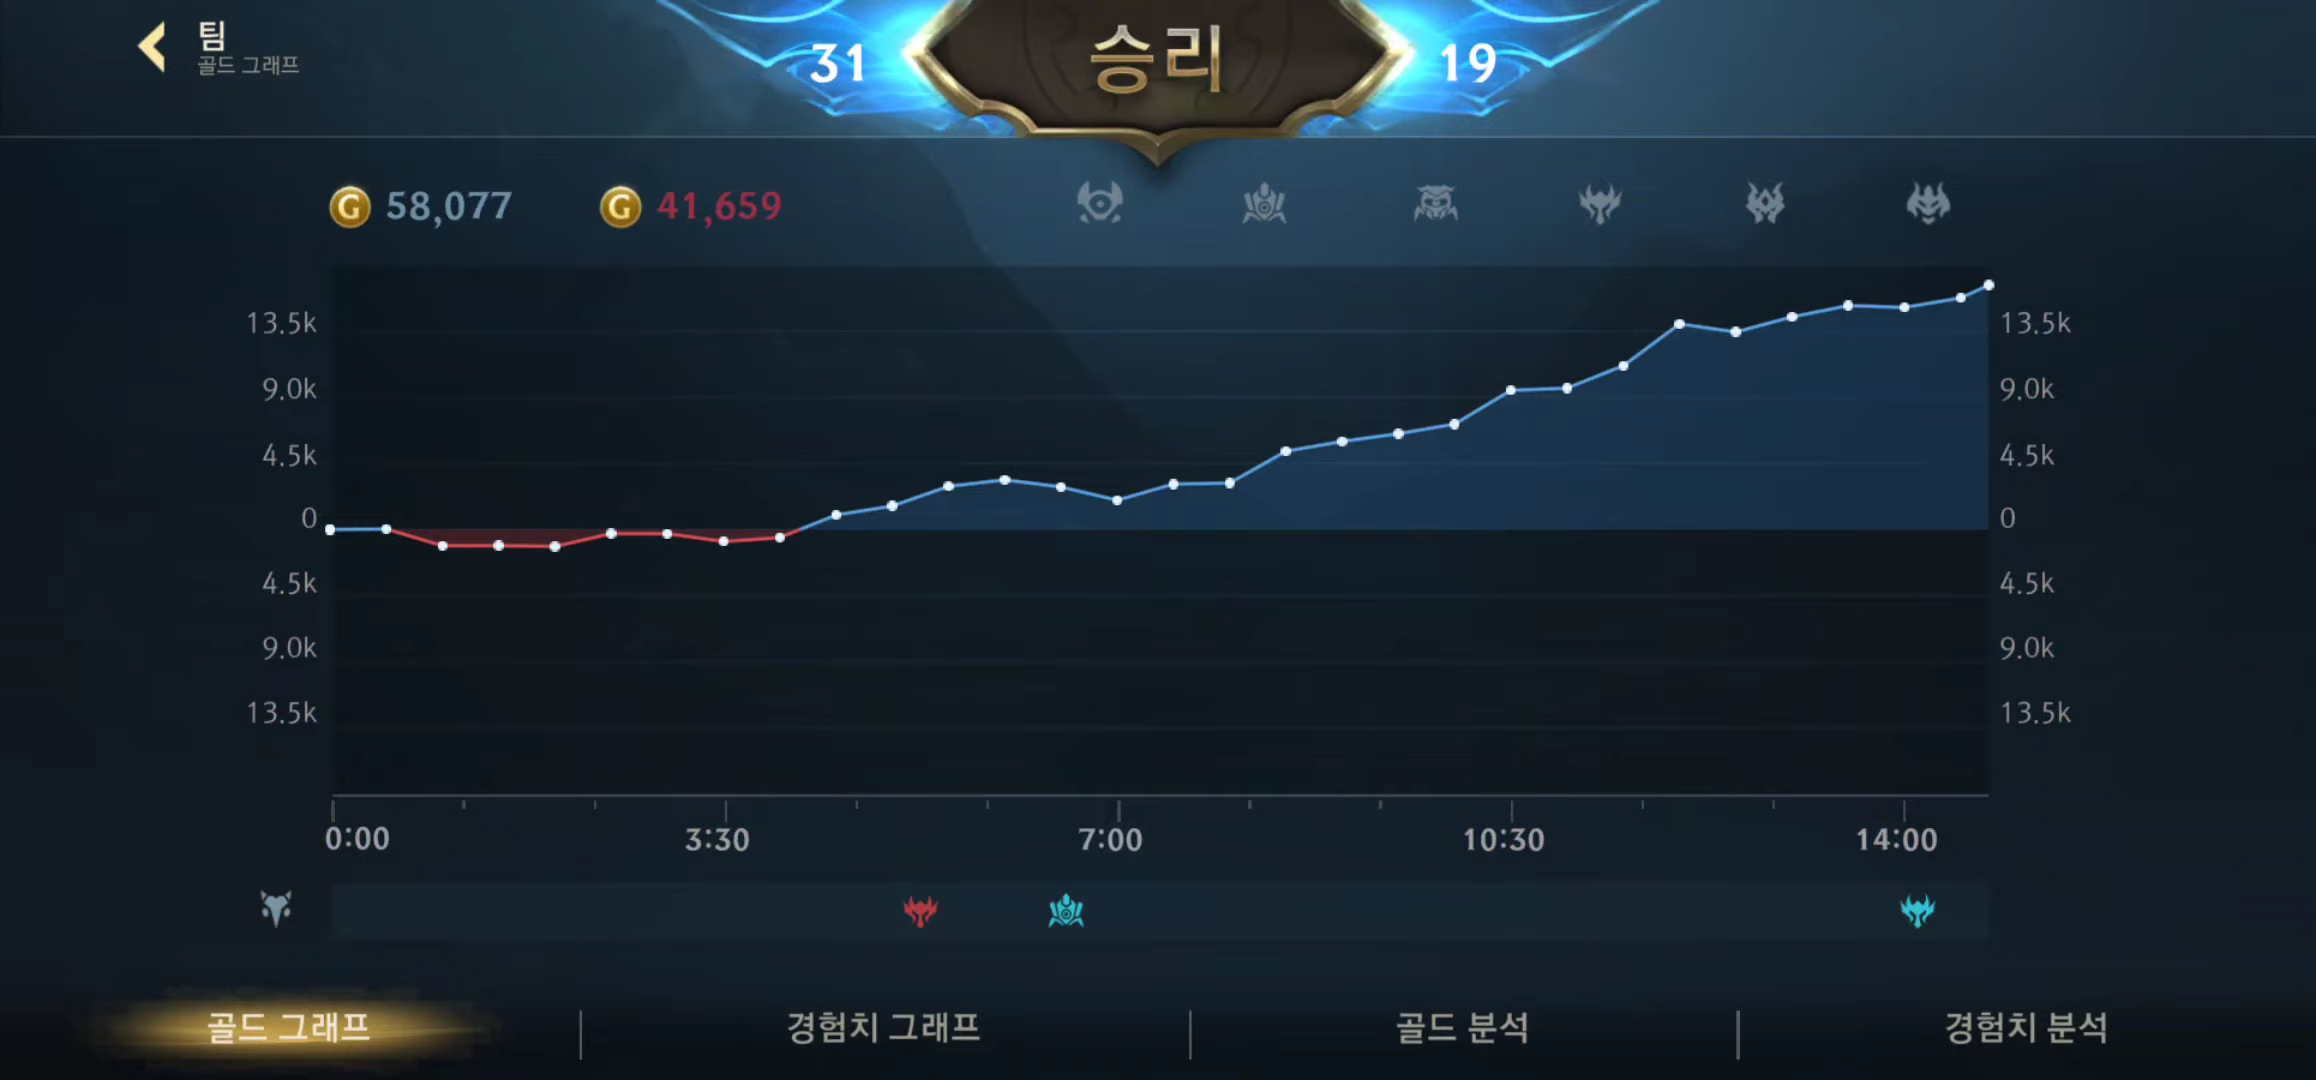 팀
골드 그래프
31
승리
19
G 58,077
G 41,659
13.5k
9.0k
4.5k
0
4.5k
9.0k
13.5k
13.5k
9.0k
4.5k
0
4.5k
9.0k
13.5k
0:00 3:30 7:00 10:30 14:00
골드 그래프
경험치 그래프
골드 분석
경험치 분석